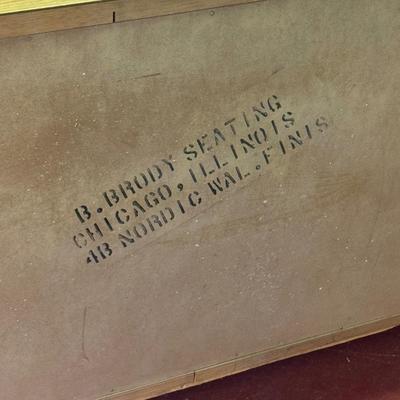 B. BRODY SEATING
CHICAGO, ILLINOIS
4B NORDIC WAL. FINIS